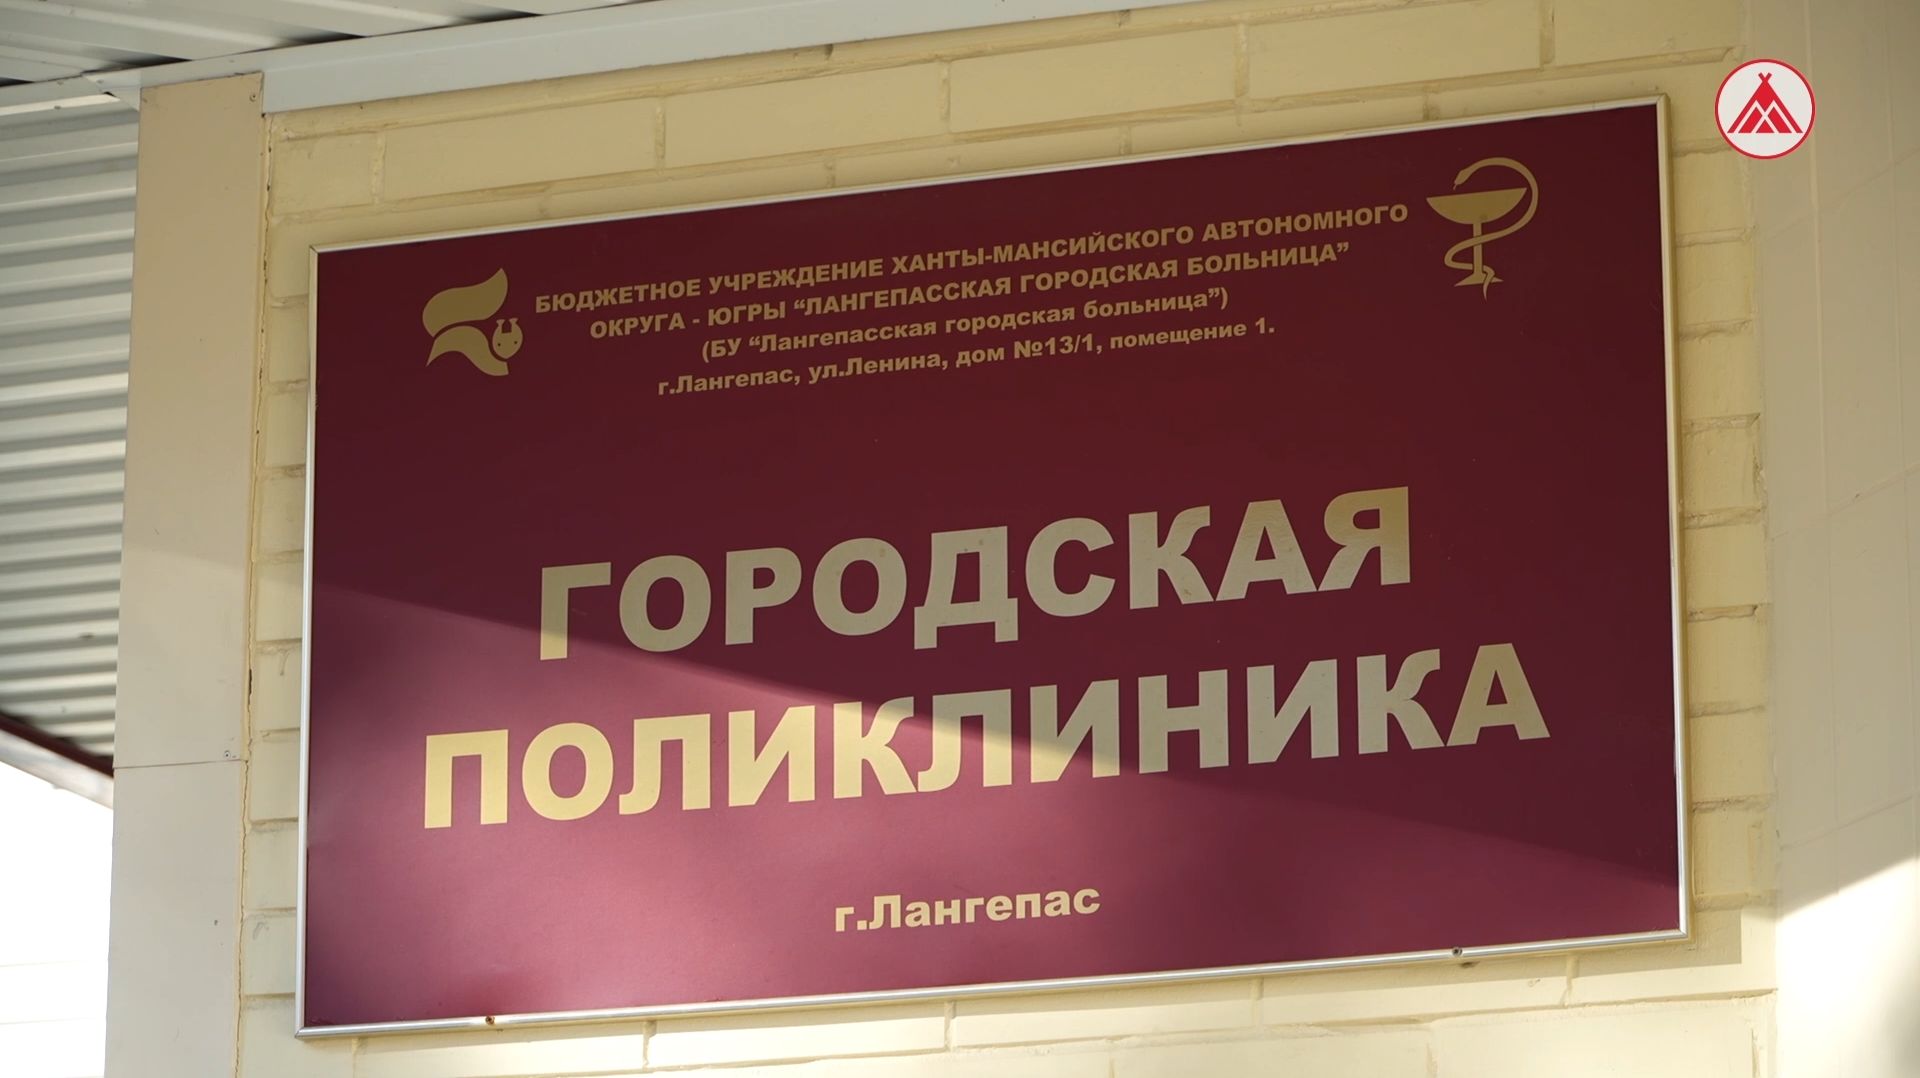 БЮДЖЕТНОЕ УЧРЕЖДЕНИЕ ХАНТЫ-МАНСИЙСКОГО АВТОНОМНОГО
ОКРУГА - ЮГРЫ “ЛАНГЕПАССКАЯ ГОРОДСКАЯ БОЛЬНИЦА”
(БУ “Лангепасская городская больница”)
г.Лангепас, ул.Ленина, дом №13/1, помещение 1.
ГОРОДСКАЯ
ПОЛИКЛИНИКА
г.Лангепас